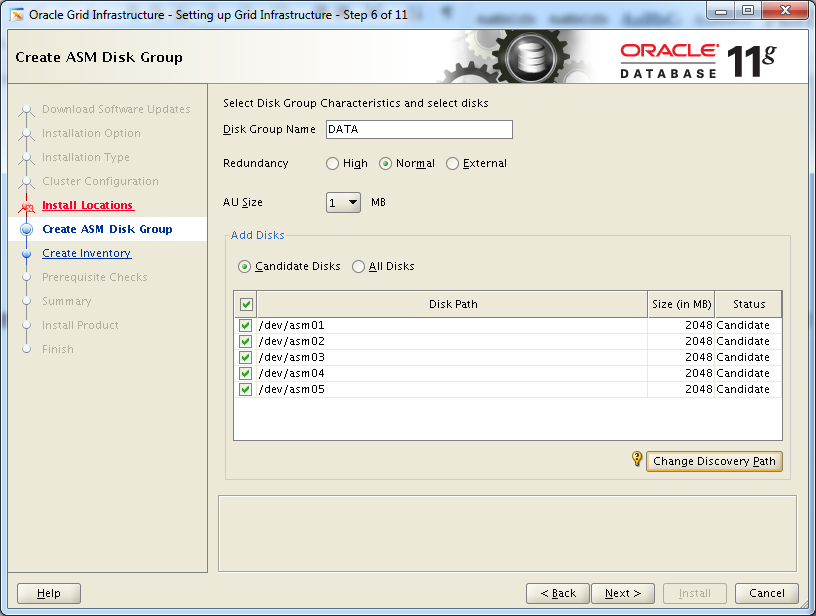 Oracle Grid Infrastructure - Setting up Grid Infrastructure - Step 6 of 11
Create ASM Disk Group
ORACLE
DATABASE 11g
Download Software Updates
Installation Option
Installation Type
Cluster Configuration
Install Locations
Create ASM Disk Group
Create Inventory
Prerequisite Checks
Summary
Install Product
Finish
Select Disk Group Characteristics and select disks
Disk Group Name DATA
Redundancy High Normal External
AU Size 1 MB
Add Disks
Candidate Disks All Disks
Disk Path Size (in MB) Status
/dev/asm01 2048 Candidate
/dev/asm02 2048 Candidate
/dev/asm03 2048 Candidate
/dev/asm04 2048 Candidate
/dev/asm05 2048 Candidate
? Change Discovery Path
Help < Back Next > Install Cancel